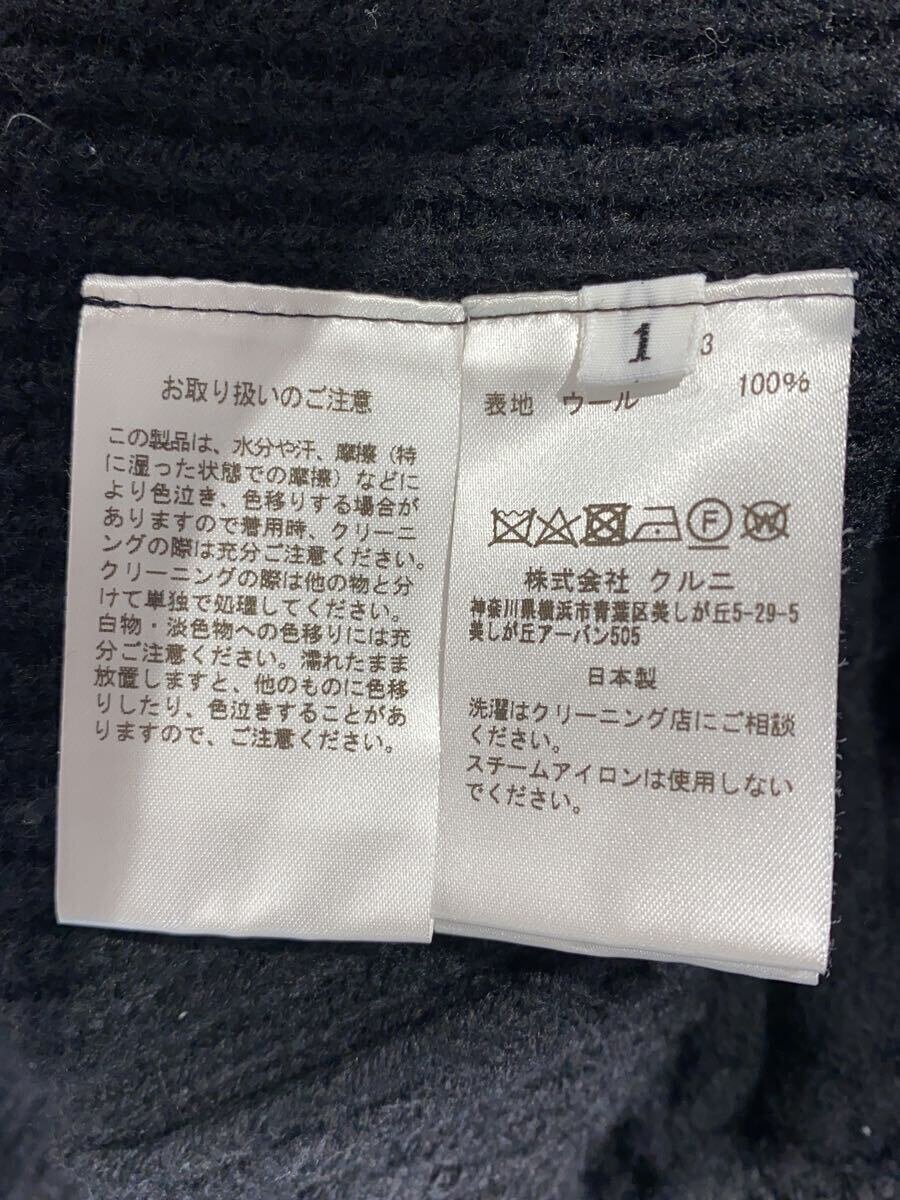 お取り扱いのご注意
この製品は、水分や汗、摩擦（特
に湿った状態での摩擦）などに
より色泣き、色移りする場合が
ありますので着用時、クリーニ
ングの際は充分ご注意ください。
クリーニングの際は他の物と分
けて単独で処理してください。
白物・淡色物への色移りには充
分ご注意ください。濡れたまま
放置しますと、他のものに色移
りしたり、色泣きすることがあ
りますので、ご注意ください。
1
3
表地 ウール 100%
F
W
株式会社 クルニ
神奈川県横浜市青葉区美しが丘5-29-5
美しが丘アーバン505
日本製
洗濯はクリーニング店にご相談
ください。
スチームアイロンは使用しない
でください。